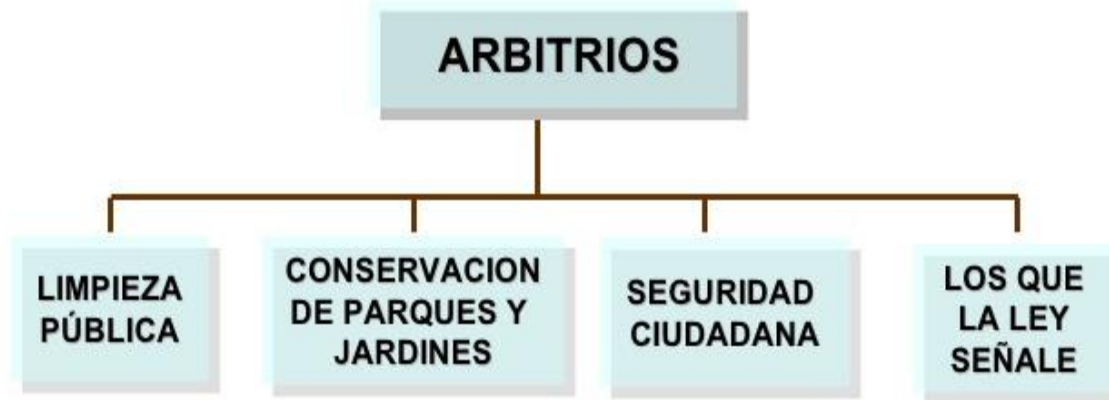 ARBITRIOS
LIMPIEZA
PÚBLICA
CONSERVACION
DE PARQUES Y
JARDINES
SEGURIDAD
CIUDADANA
LOS QUE
LA LEY
SEÑALE